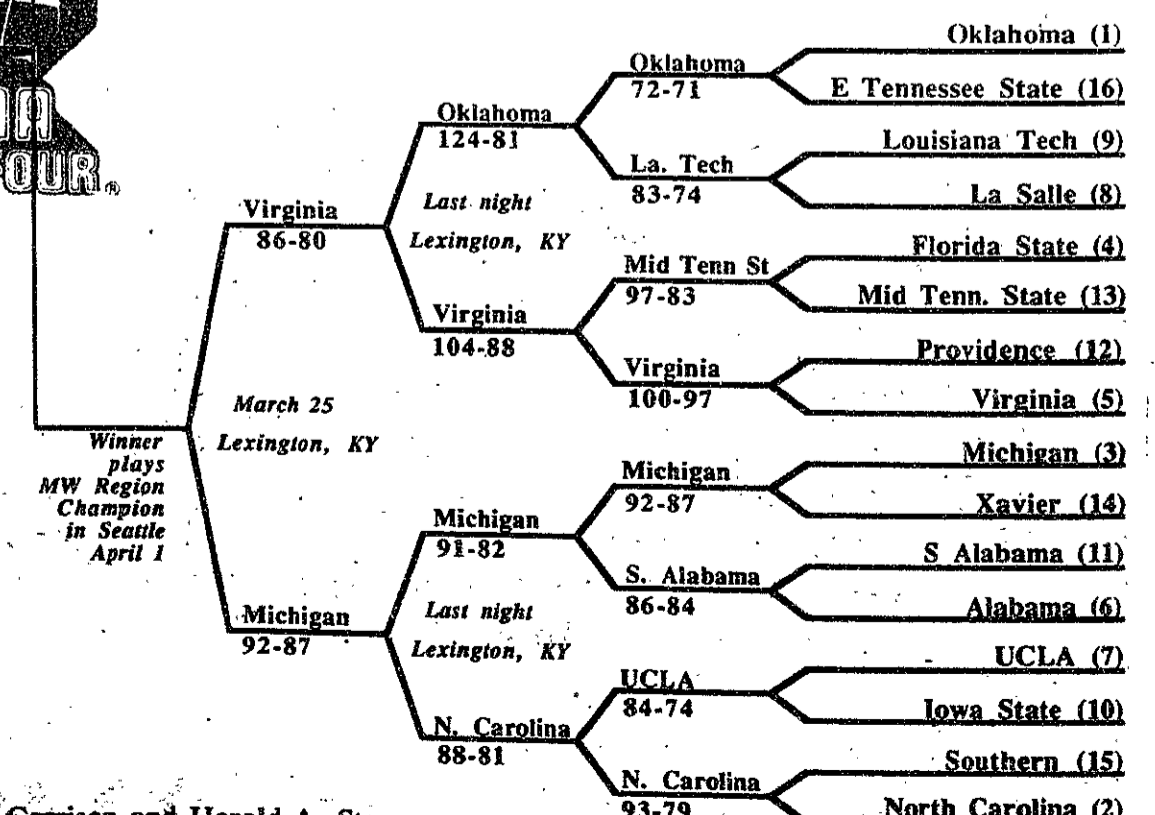 OUR®
Oklahoma (1)
E Tennessee State (16)
Louisiana Tech (9)
La Salle (8)
Florida State (4)
Mid Tenn. State (13)
Providence (12)
Virginia (5)
Michigan (3)
Xavier (14)
S Alabama (11)
Alabama (6)
UCLA (7)
Iowa State (10)
Southern (15)
North Carolina (2)
Oklahoma
72-71
La. Tech
83-74
Mid Tenn St
97-83
Virginia
100-97
Michigan
92-87
S. Alabama
86-84
UCLA
84-74
N. Carolina
93-79
Oklahoma
124-81
Last night
Lexington, KY
Virginia
104-88
Michigan
91-82
Last night
Lexington, KY
N. Carolina
88-81
Virginia
86-80
March 25
Lexington, KY
Michigan
92-87
Winner
plays
MW Region
Champion
in Seattle
April 1
and Harold A. St